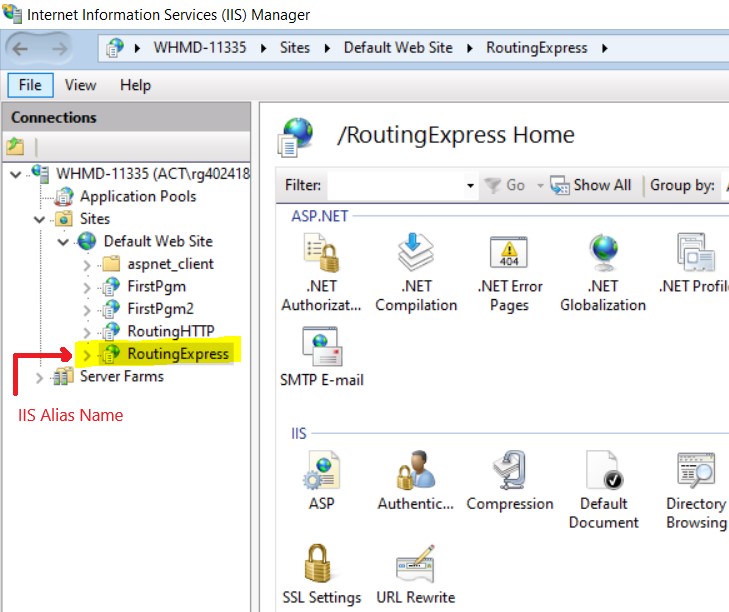 Internet Information Services (IIS) Manager
WHMD-11335 Sites Default Web Site RoutingExpress
File View Help
Connections
WHMD-11335 (ACT\rg402418
Application Pools
Sites
Default Web Site
aspnet_client
FirstPgm
FirstPgm2
RoutingHTTP
RoutingExpress
Server Farms
IIS Alias Name
/RoutingExpress Home
Filter: Go Show All Group by:
ASP.NET
.NET Authorizat...
.NET Compilation
404
.NET Error Pages
.NET Globalization
.NET Profile
SMTP E-mail
IIS
ASP
Authentic...
Compression
Default Document
Directory Browsing
SSL Settings
URL Rewrite